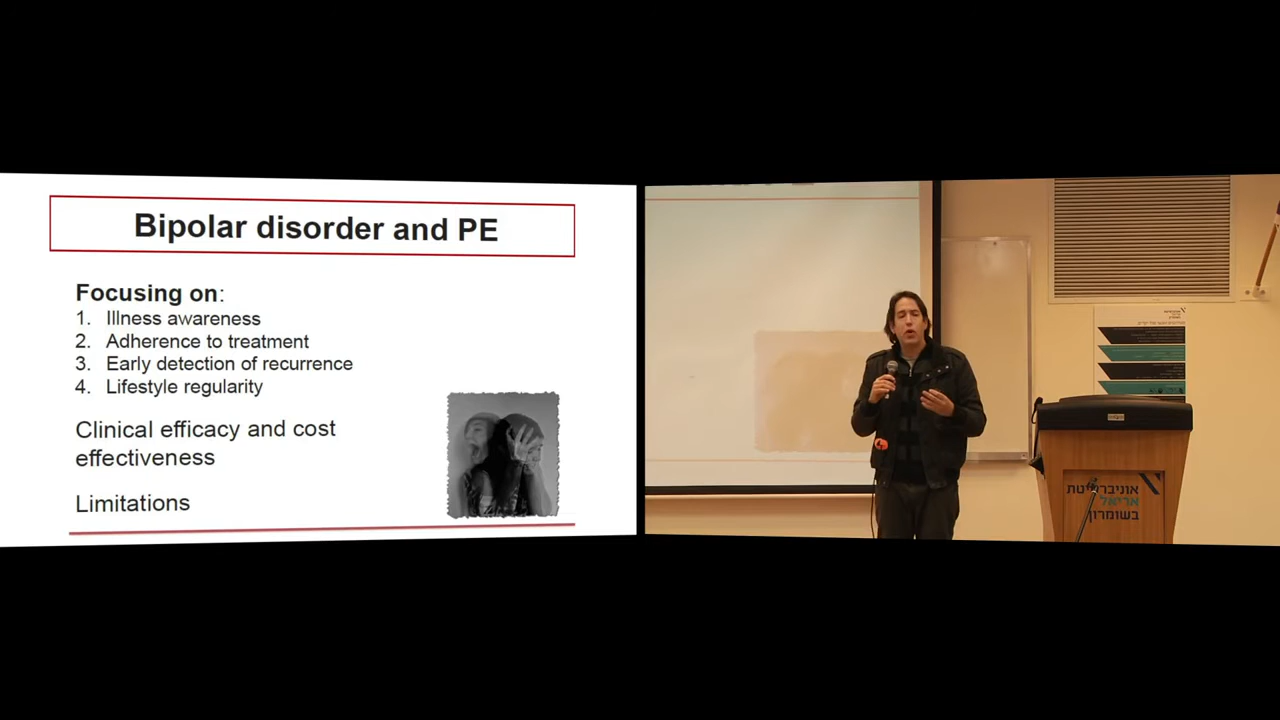 Bipolar disorder and PE
Focusing on:
1. Illness awareness
2. Adherence to treatment
3. Early detection of recurrence
4. Lifestyle regularity
Clinical efficacy and cost
effectiveness
Limitations
אוניברסיטת
אריאל
בשומרון